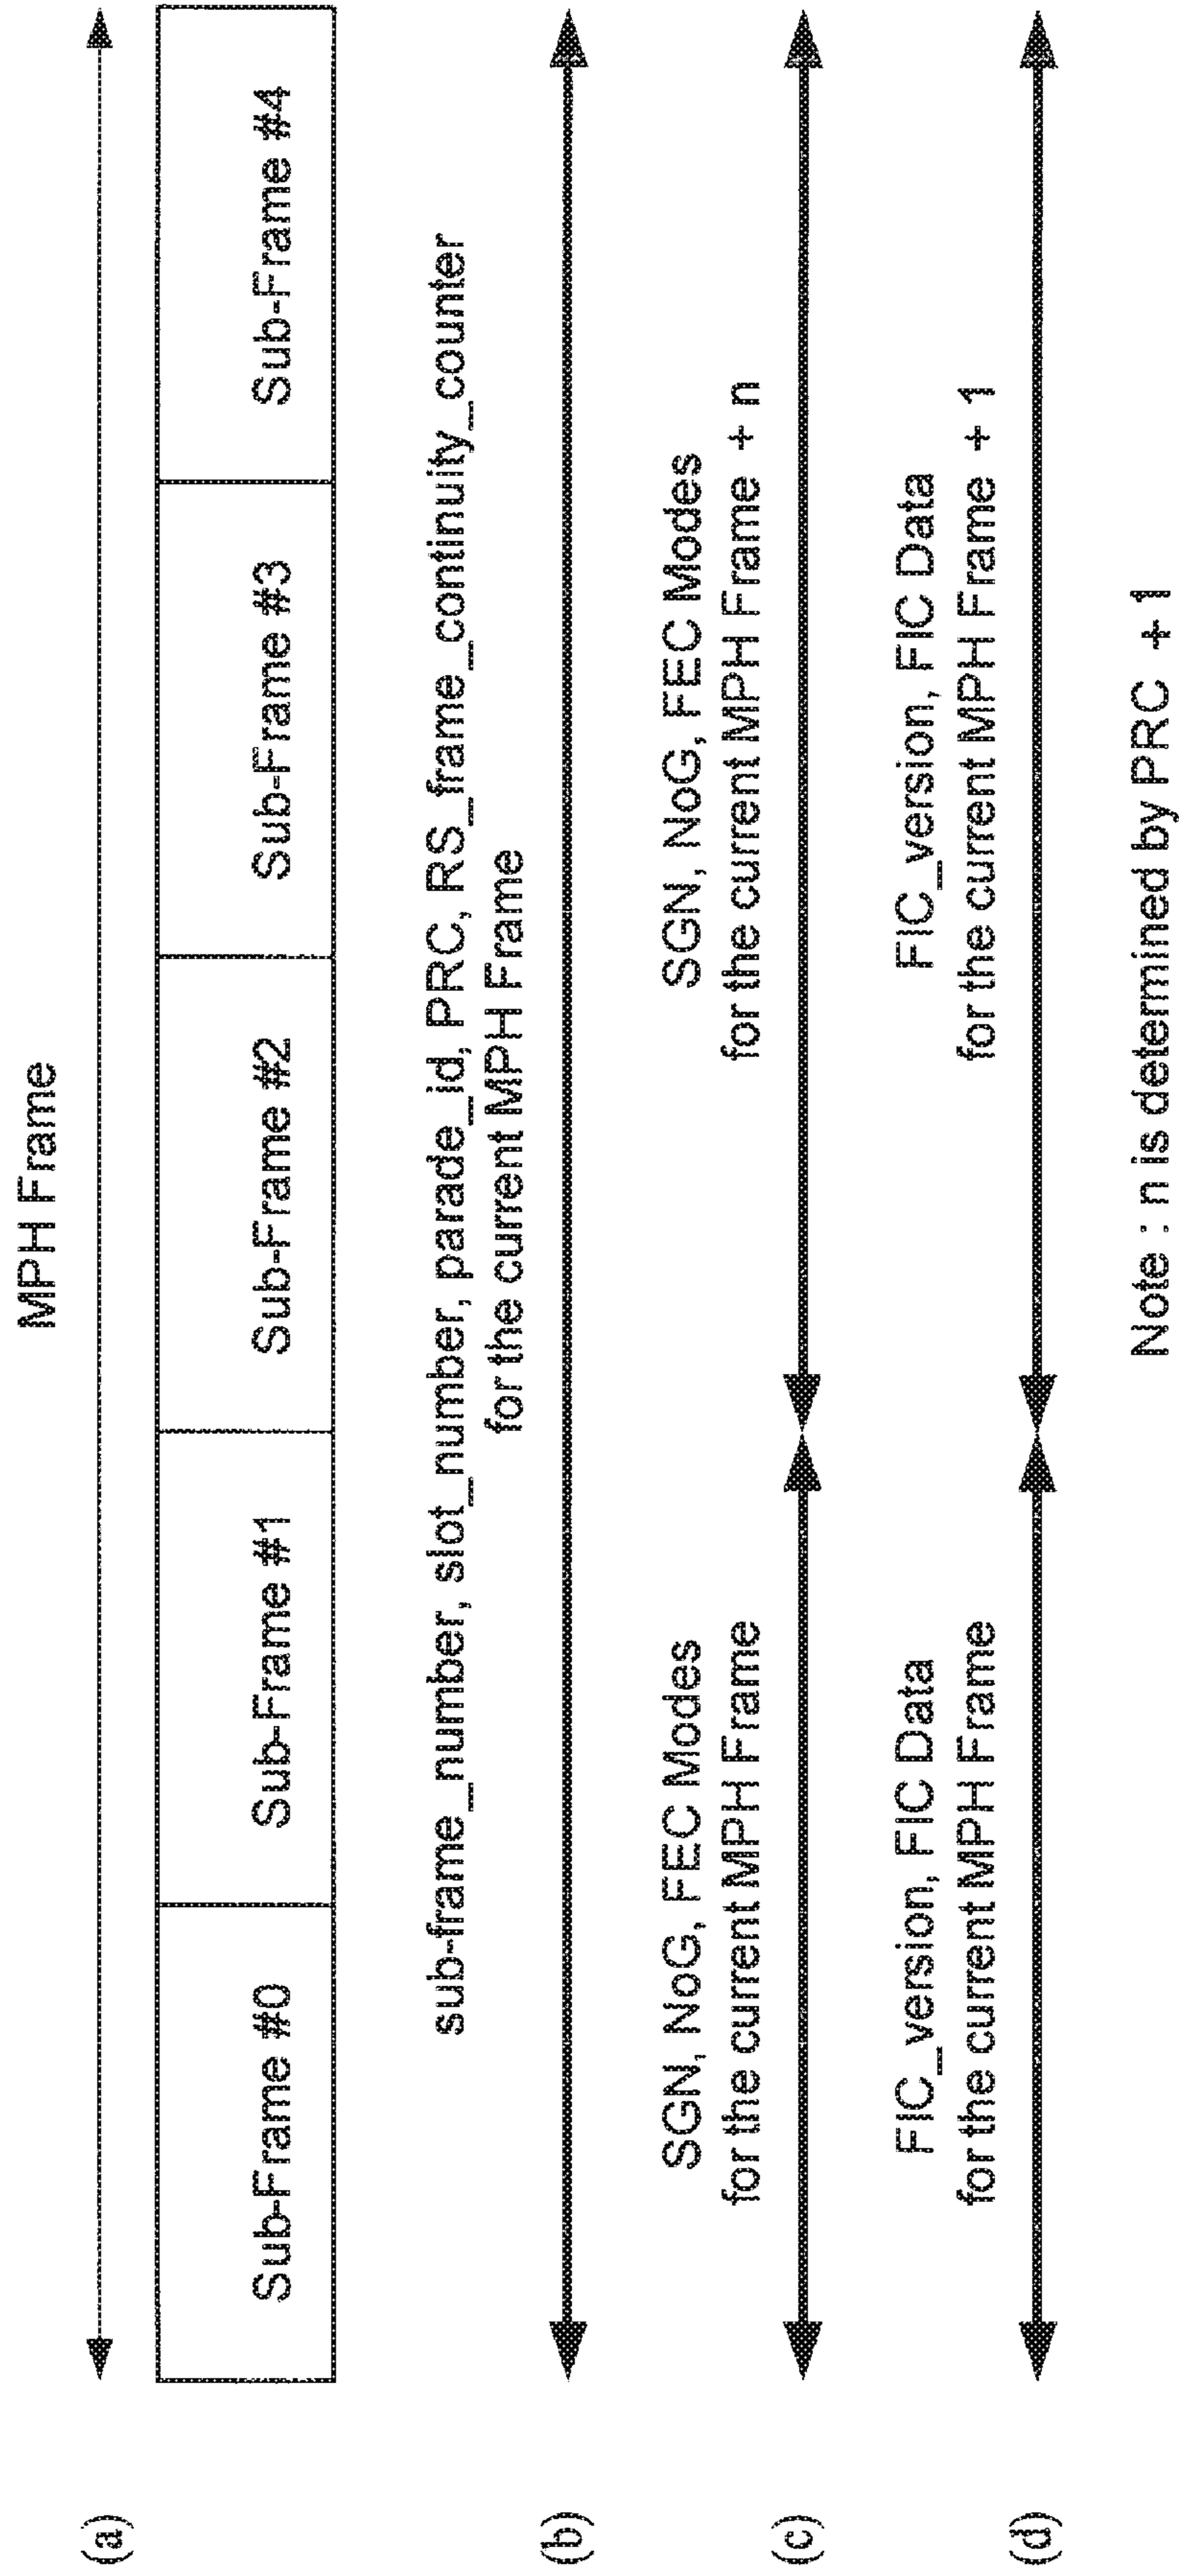 MPH Frame
(a)
Sub-Frame #0 Sub-Frame #1 Sub-Frame #2 Sub-Frame #3 Sub-Frame #4
sub-frame_number, slot_number, parade_id, PRC, RS_frame_continuity_counter
for the current MPH Frame
(b)
SGN, NoG, FEC Modes
for the current MPH Frame
SGN, NoG, FEC Modes
for the current MPH Frame + n
(c)
FIC_version, FIC Data
for the current MPH Frame
FIC_version, FIC Data
for the current MPH Frame + 1
(d)
Note : n is determined by PRC + 1